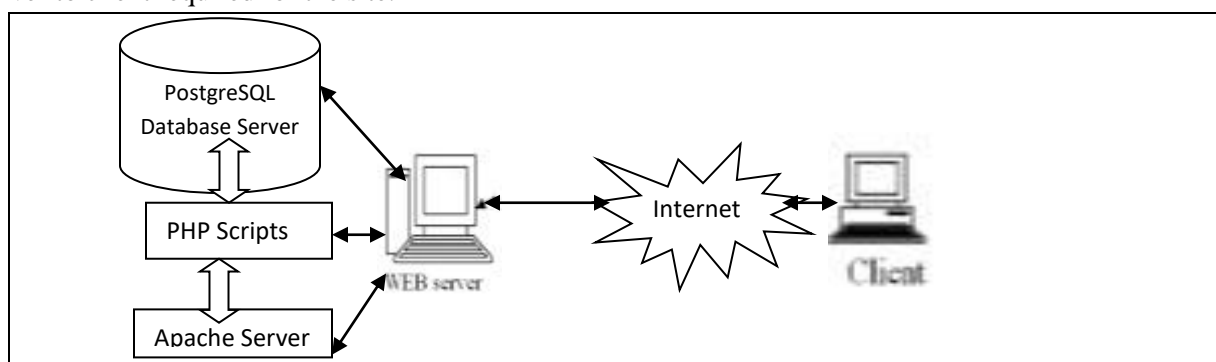 PostgreSQL
Database Server
PHP Scripts
Apache Server
WEB server
Internet
Client